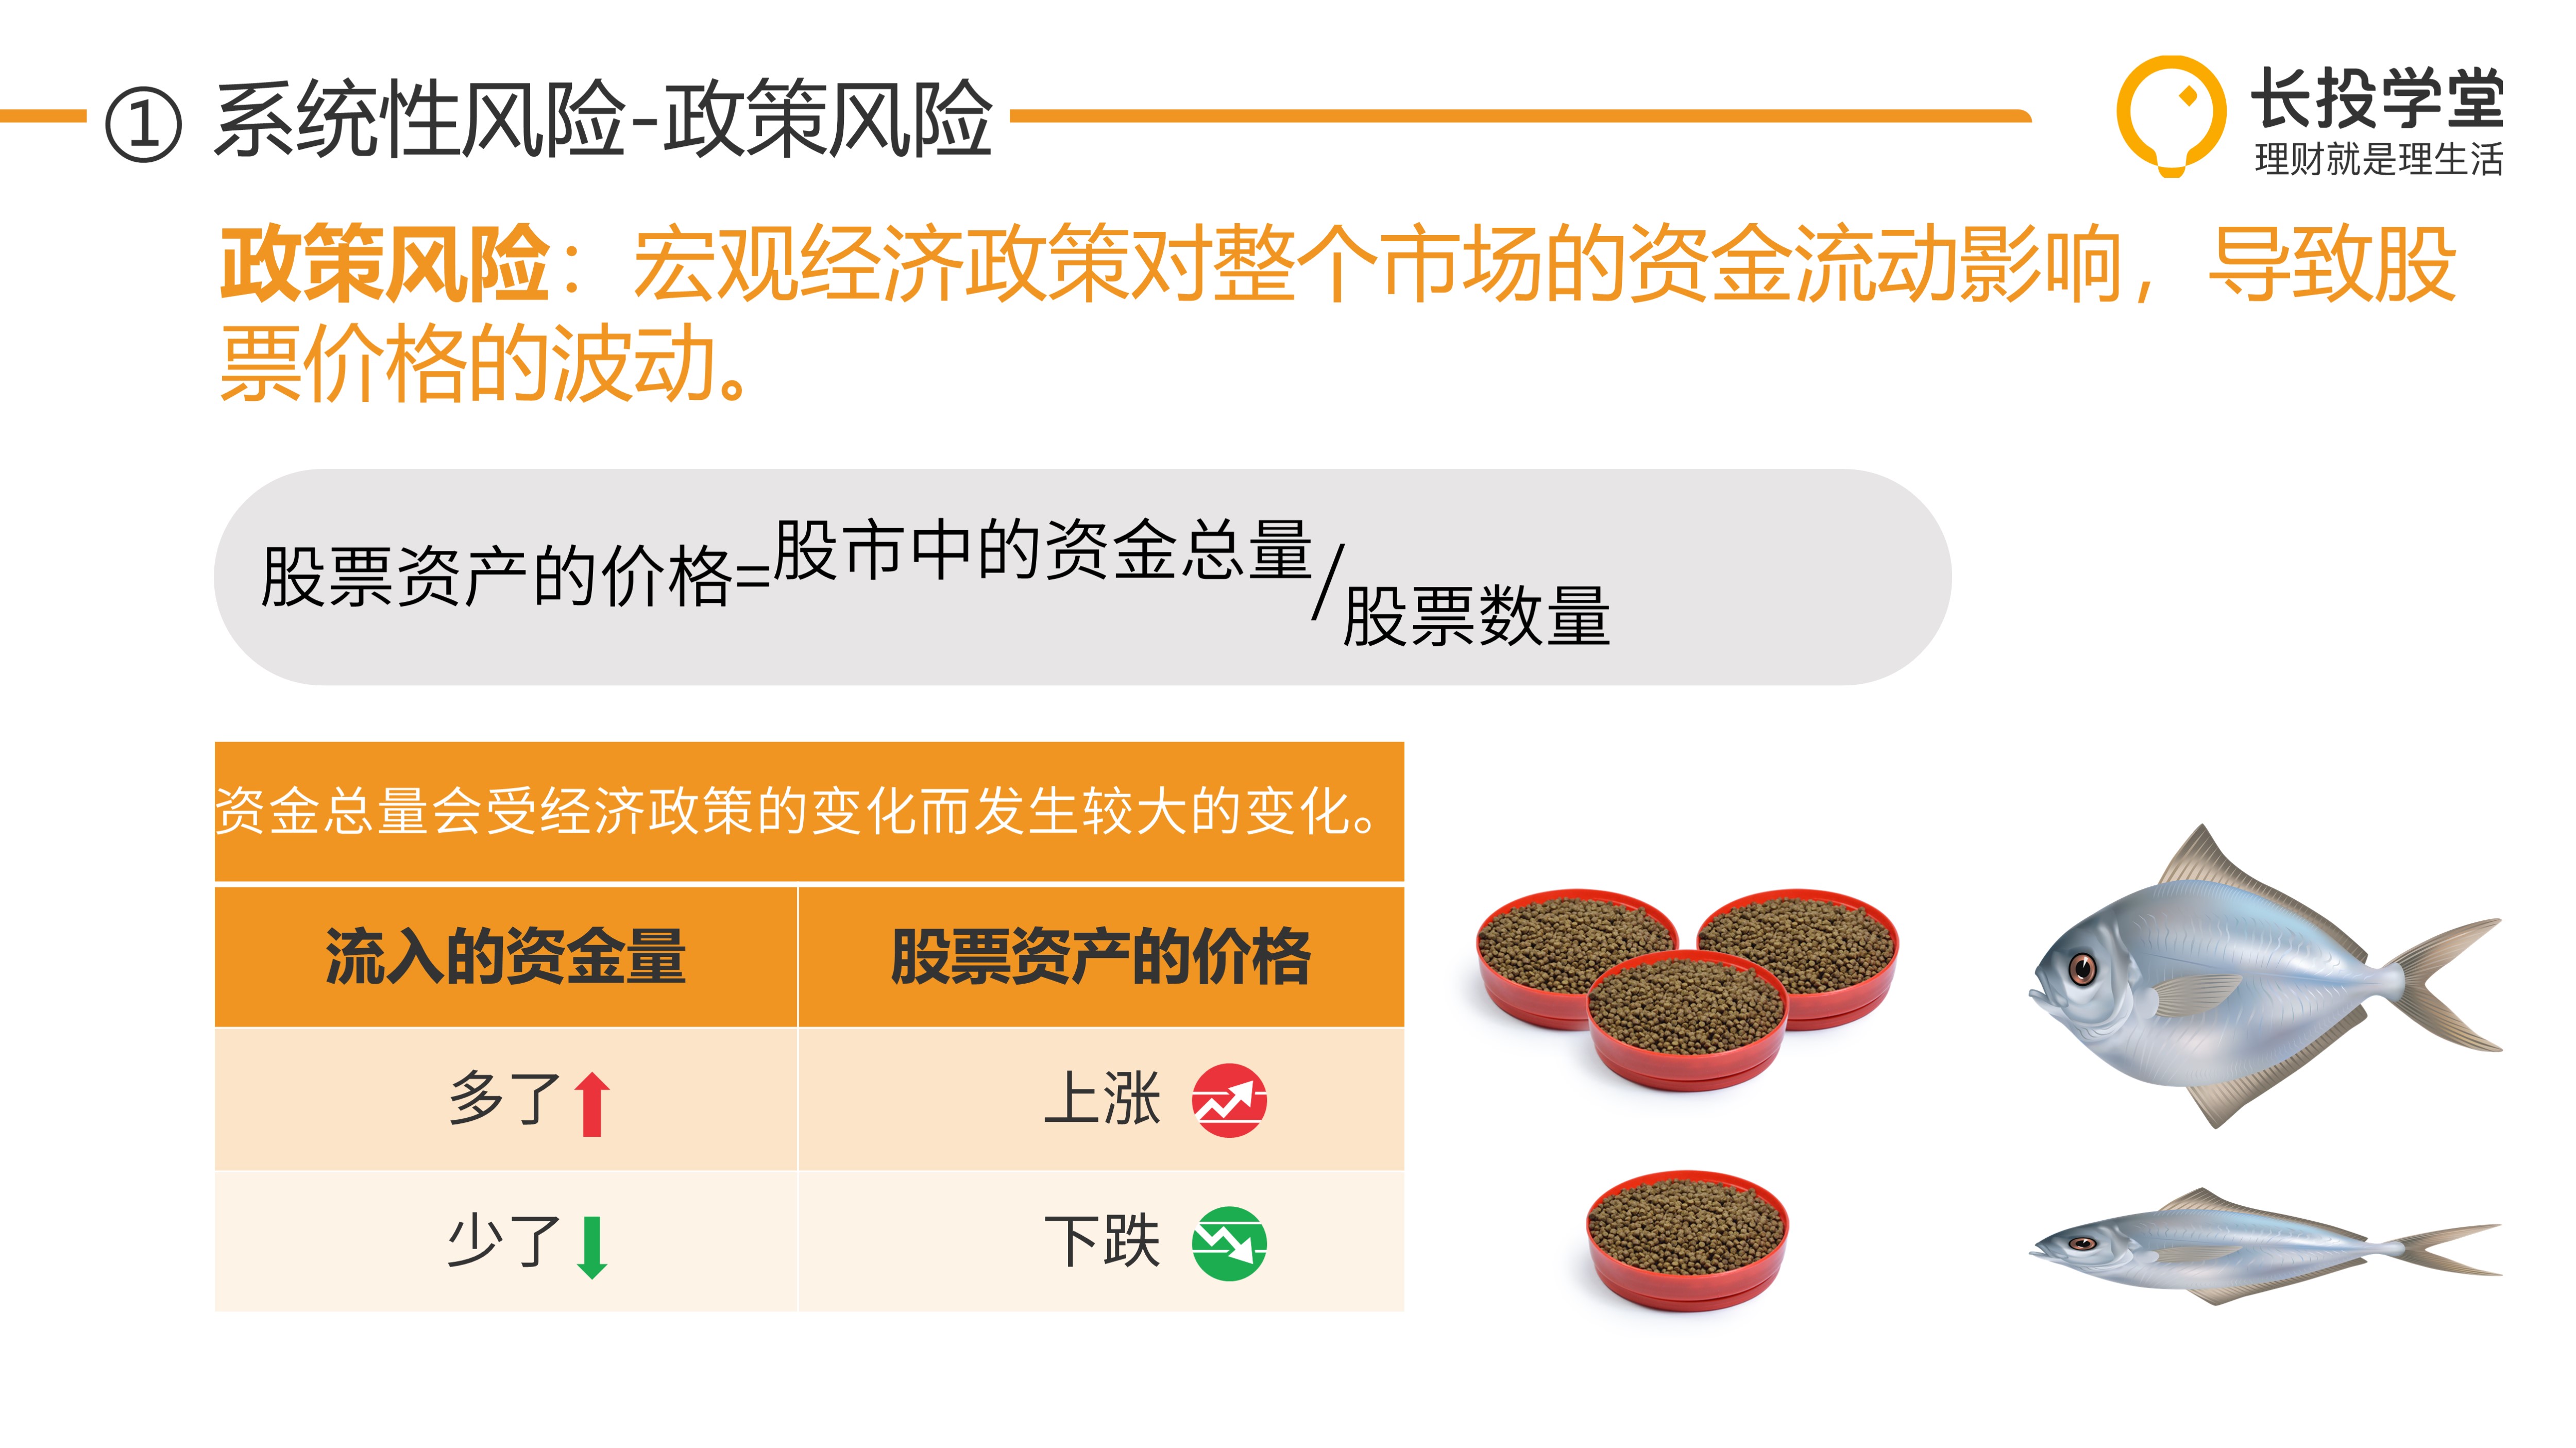 ① 系统性风险-政策风险
长投学堂
理财就是理生活
政策风险：宏观经济政策对整个市场的资金流动影响，导致股
票价格的波动。
股票资产的价格=股市中的资金总量/股票数量
资金总量会受经济政策的变化而发生较大的变化。
流入的资金量 股票资产的价格
多了 上涨
少了 下跌